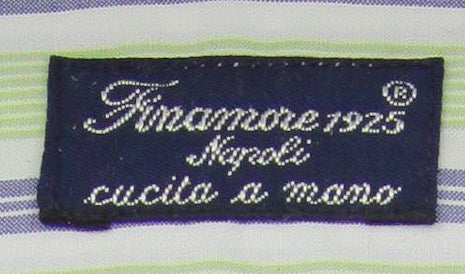 Finamore 1925 ®
Napoli
cucita a mano